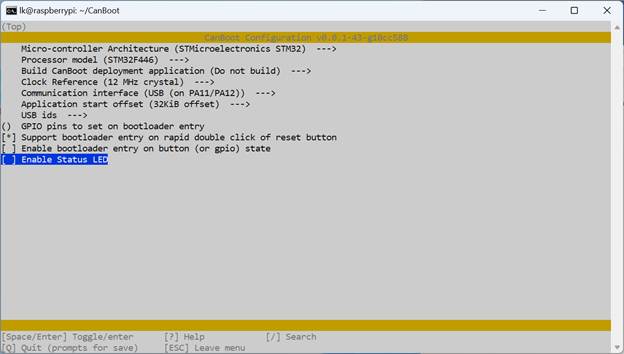 lk@raspberrypi: ~/CanBoot
(Top)
CanBoot Configuration v0.0.1-43-g10cc588
Micro-controller Architecture (STMicroelectronics STM32)  --->
Processor model (STM32F446)  --->
Build CanBoot deployment application (Do not build)  --->
Clock Reference (12 MHz crystal)  --->
Communication interface (USB (on PA11/PA12))  --->
Application start offset (32KiB offset)  --->
USB ids  --->
()  GPIO pins to set on bootloader entry
[*] Support bootloader entry on rapid double click of reset button
[ ] Enable bootloader entry on button (or gpio) state
[ ] Enable Status LED
[Space/Enter] Toggle/enter      [?] Help            [/] Search
[Q] Quit (prompts for save)     [ESC] Leave menu